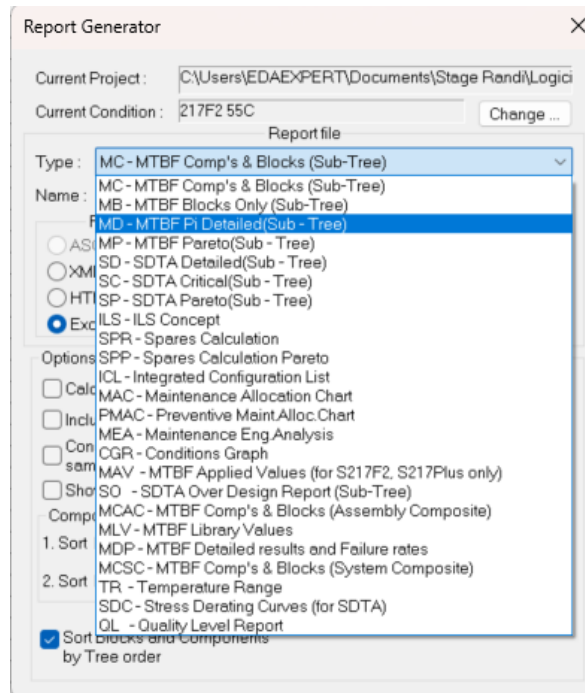 Report Generator
Current Project : C:\Users\EDAEXPERT\Documents\Stage Randi\Logici
Current Condition : 217F2 55C Change ...
Report file
Type : MC - MTBF Comp's & Blocks (Sub-Tree)
MC - MTBF Comp's & Blocks (Sub-Tree)
Name : MB - MTBF Blocks Only (Sub-Tree)
MD - MTBF Pi Detailed(Sub - Tree)
MP - MTBF Pareto(Sub - Tree)
SD - SDTA Detailed(Sub - Tree)
SC - SDTA Critical(Sub - Tree)
SP - SDTA Pareto(Sub - Tree)
ILS - ILS Concept
SPR - Spares Calculation
Options SPP - Spares Calculation Pareto
ICL - Integrated Configuration List
MAC - Maintenance Allocation Chart
PMAC - Preventive Maint.Alloc.Chart
MEA - Maintenance Eng.Analysis
CGR - Conditions Graph
MAV - MTBF Applied Values (for S217F2, S217Plus only)
SO - SDTA Over Design Report (Sub-Tree)
MCAC - MTBF Comp's & Blocks (Assembly Composite)
1. Sort MLV - MTBF Library Values
MDP - MTBF Detailed results and Failure rates
MCSC - MTBF Comp's & Blocks (System Composite)
2. Sort TR - Temperature Range
SDC - Stress Derating Curves (for SDTA)
QL - Quality Level Report
Sort Blocks and Components
by Tree order